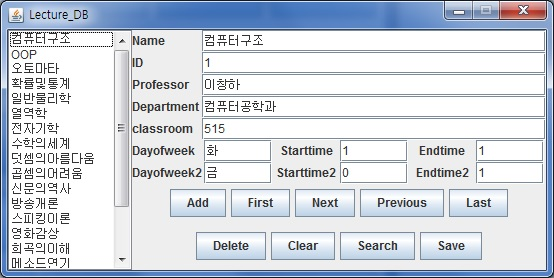 Lecture_DB
컴퓨터구조
OOP
오토마타
확률및통계
일반물리학
열역학
전자기학
수학의세계
덧셈의아름다움
곱셈의어려움
신문의역사
방송개론
스피킹이론
영화감상
희곡의이해
메소드연기
Name 컴퓨터구조
ID 1
Professor 이창하
Department 컴퓨터공학과
classroom 515
Dayofweek 화 Starttime 1 Endtime 1
Dayofweek2 금 Starttime2 0 Endtime2 1
Add First Next Previous Last
Delete Clear Search Save